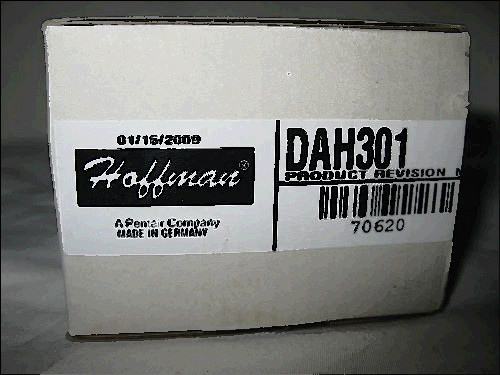 01/15/2009
Hoffman®
A Pentair Company
MADE IN GERMANY
DAH301
PRODUCT REVISION N
70620